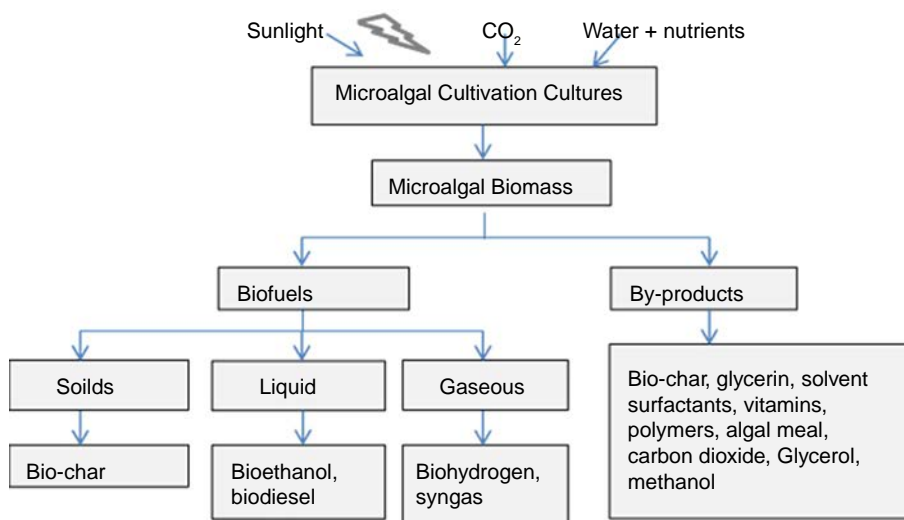 Sunlight
CO2
Water + nutrients
Microalgal Cultivation Cultures
Microalgal Biomass
Biofuels
By-products
Soilds
Liquid
Gaseous
Bio-char
Bioethanol,
biodiesel
Biohydrogen,
syngas
Bio-char, glycerin, solvent
surfactants, vitamins,
polymers, algal meal,
carbon dioxide, Glycerol,
methanol